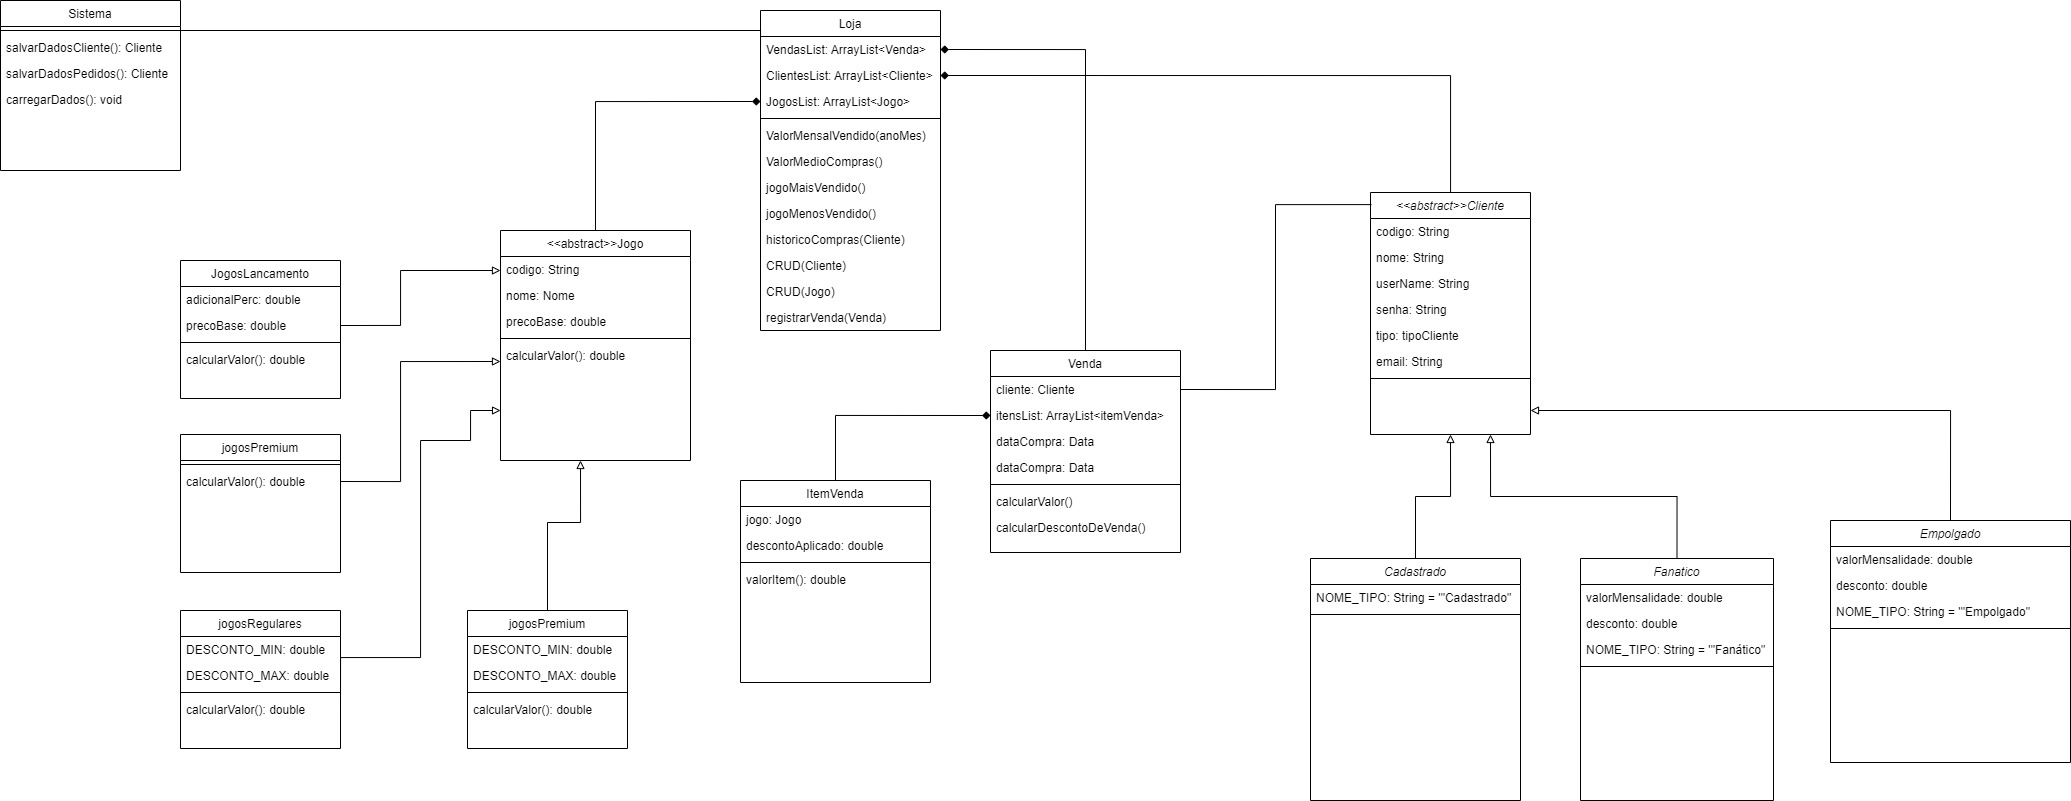 Sistema
salvarDadosCliente(): Cliente
salvarDadosPedidos(): Cliente
carregarDados(): void
Loja
VendasList: ArrayList<Venda>
ClientesList: ArrayList<Cliente>
JogosList: ArrayList<Jogo>
ValorMensalVendido(anoMes)
ValorMedioCompras()
jogoMaisVendido()
jogoMenosVendido()
historicoCompras(Cliente)
CRUD(Cliente)
CRUD(Jogo)
registrarVenda(Venda)
<<abstract>>Cliente
codigo: String
nome: String
userName: String
senha: String
tipo: tipoCliente
email: String
<<abstract>>Jogo
codigo: String
nome: Nome
precoBase: double
calcularValor(): double
JogosLancamento
adicionalPerc: double
precoBase: double
calcularValor(): double
Venda
cliente: Cliente
itensList: ArrayList<itemVenda>
dataCompra: Data
dataCompra: Data
calcularValor()
calcularDescontoDeVenda()
jogosPremium
calcularValor(): double
ItemVenda
jogo: Jogo
descontoAplicado: double
valorItem(): double
Empolgado
valorMensalidade: double
desconto: double
NOME_TIPO: String = '"Empolgado"
Cadastrado
NOME_TIPO: String = '"Cadastrado"
Fanatico
valorMensalidade: double
desconto: double
NOME_TIPO: String = '"Fanático"
jogosRegulares
DESCONTO_MIN: double
DESCONTO_MAX: double
calcularValor(): double
jogosPremium
DESCONTO_MIN: double
DESCONTO_MAX: double
calcularValor(): double